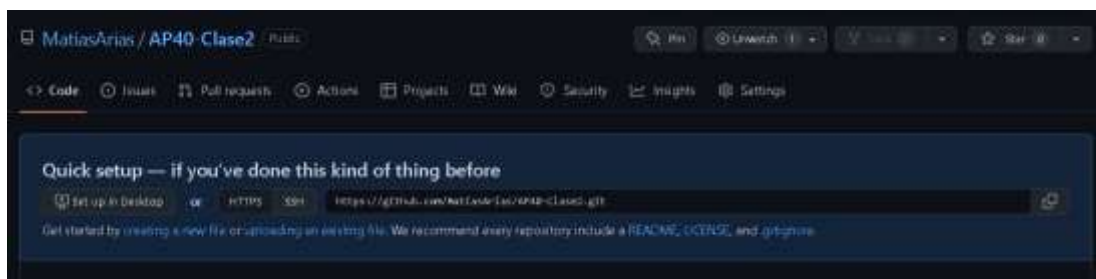 MatiasArias / AP40-Clase2 Public
Pin Unwatch 1 Star 0
<> Code Issues Pull requests Actions Projects Wiki Security Insights Settings
Quick setup — if you've done this kind of thing before
Set up in Desktop or HTTPS SSH https://github.com/MatiasArias/AP40-Clase2.git
Get started by creating a new file or uploading an existing file. We recommend every repository include a README, LICENSE, and .gitignore.